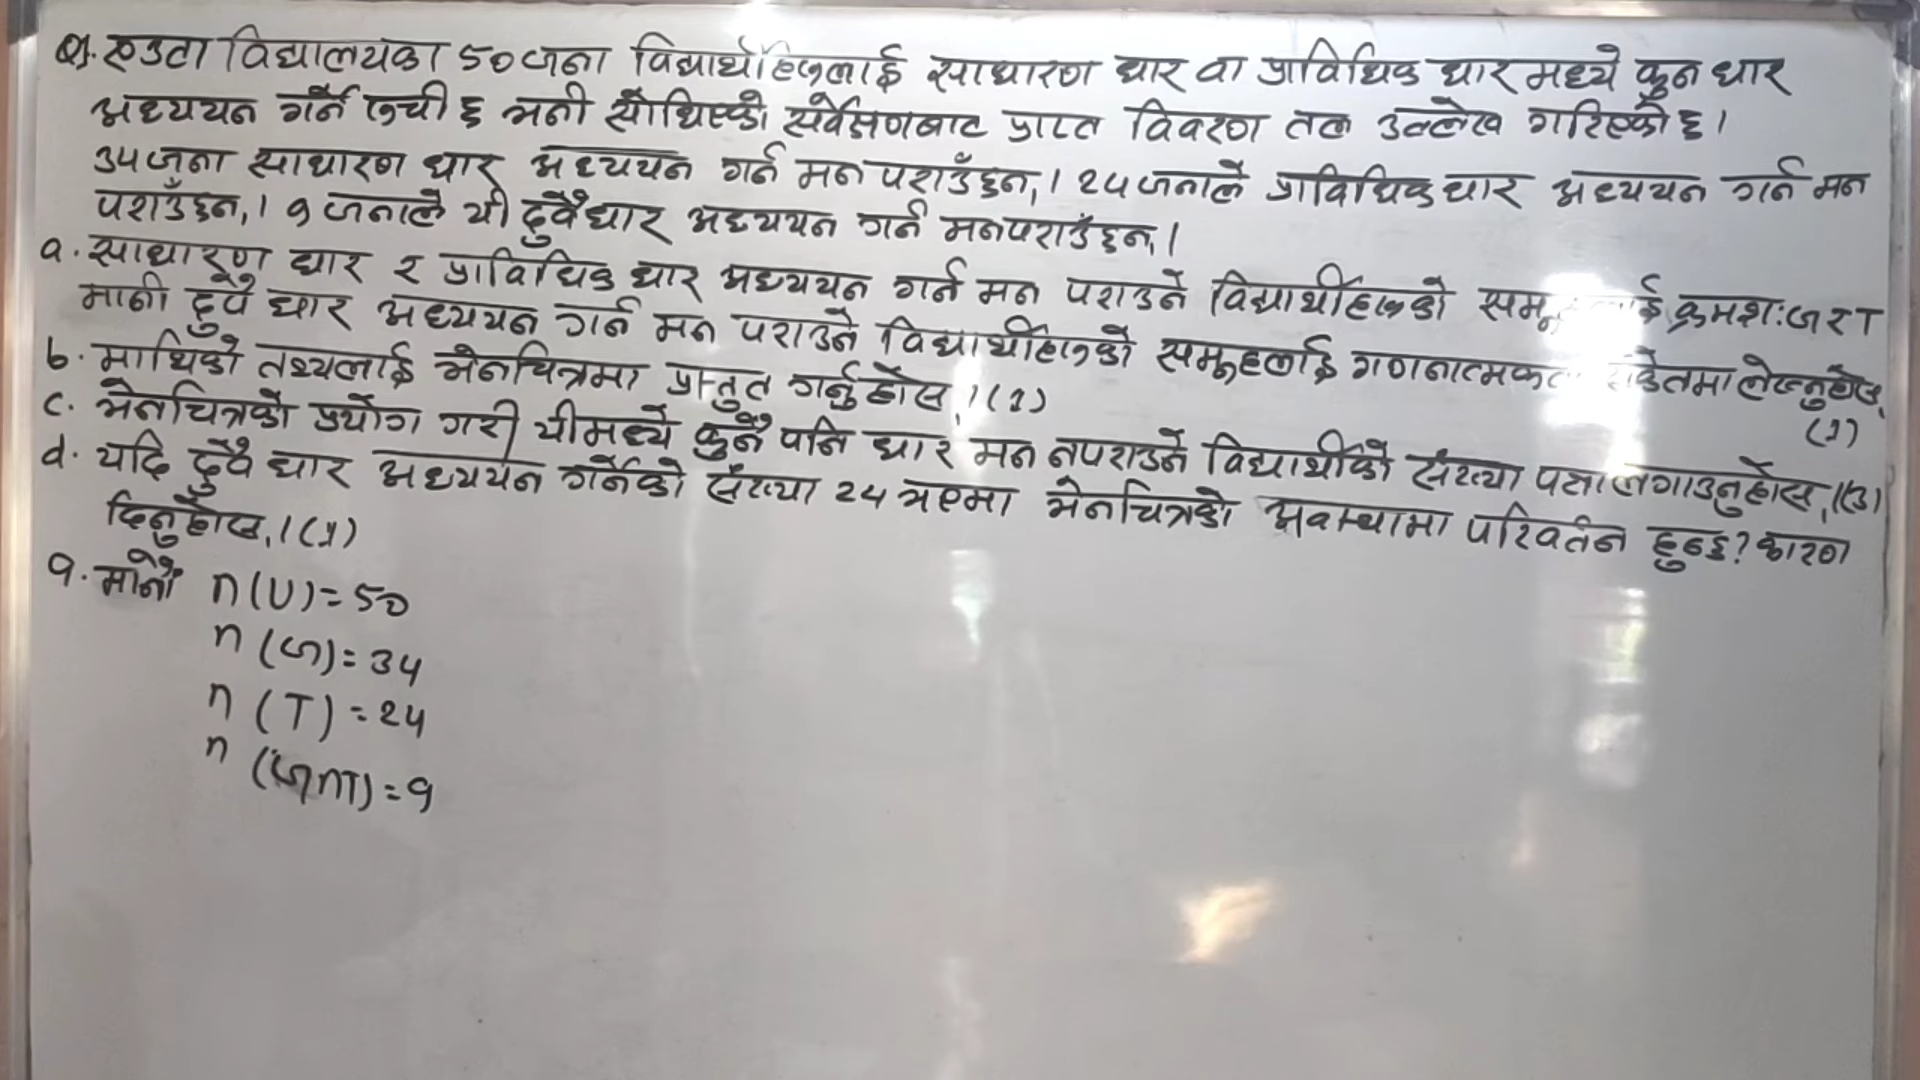 Q1. एउटा विद्यालयका 50 जना विद्यार्थीहरूलाई साधारण धार वा प्राविधिक धार मध्ये कुन धार
अध्ययन गर्ने रूची छ भनी सोधिएको सर्वेक्षणबाट प्राप्त विवरण तल उल्लेख गरिएको छ।
34 जना साधारण धार अध्ययन गर्न मन पराउँछन्। 24 जनाले प्राविधिक धार अध्ययन गर्न मन
पराउँछन्। 9 जनाले यी दुवै धार अध्ययन गर्न मनपराउँछन्।
a. साधारण धार र प्राविधिक धार अध्ययन गर्न मन पराउने विद्यार्थीहरूको क्रमश: G र T
मानी दुवै धार अध्ययन गर्न मन पराउने विद्यार्थीहरूको समूहलाई गणनात्मकता लेख्नुहोस्
(1)
b. माथिको तथ्यलाई भेनचित्रमा प्रस्तुत गर्नुहोस्। (1)
c. भेनचित्रको प्रयोग गरी यीमध्ये कुनै पनि धार मन नपराउने विद्यार्थीको संख्या पत्ता लगाउनुहोस्। (3)
d. यदि दुवै धार अध्ययन गर्नेको संख्या 24 भएमा भेनचित्रको अवस्थामा परिवर्तन हुन्छ? कारण
दिनुहोस्। (1)
a. मानौं n(U)=50
n(G)=34
n(T)=24
n(G∩T)=9